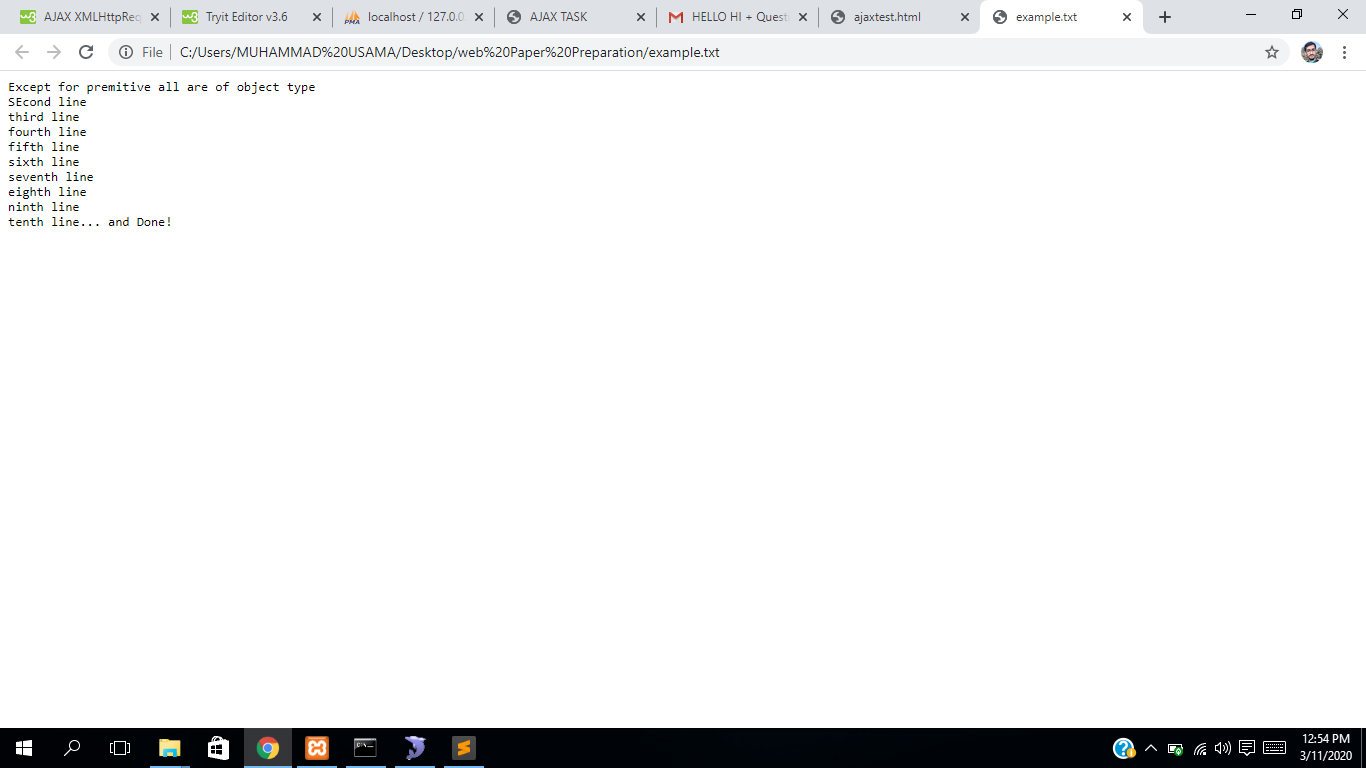 AJAX XMLHttpReq
Tryit Editor v3.6
localhost / 127.0.0
AJAX TASK
HELLO HI + Quest
ajaxtest.html
example.txt
File
C:/Users/MUHAMMAD%20USAMA/Desktop/web%20Paper%20Preparation/example.txt
Except for premitive all are of object type
SEcond line
third line
fourth line
fifth line
sixth line
seventh line
eighth line
ninth line
tenth line... and Done!
12:54 PM
3/11/2020